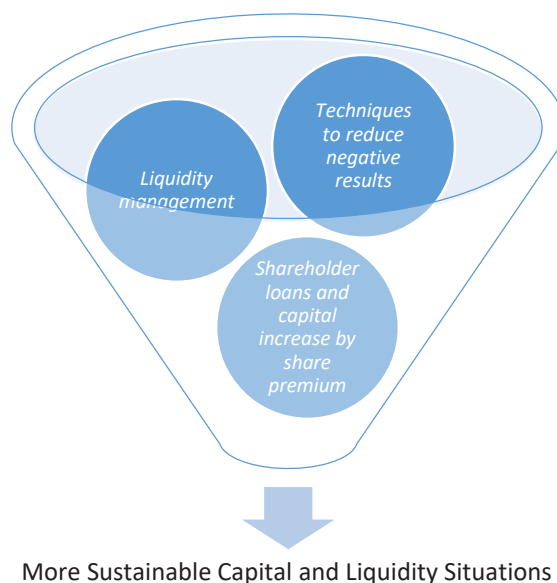 Techniques
to reduce
negative
results
Liquidity
management
Shareholder
loans and
capital
increase by
share
premium
More Sustainable Capital and Liquidity Situations